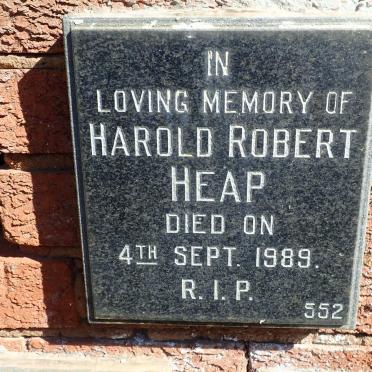 IN
LOVING MEMORY OF
HAROLD ROBERT
HEAP
DIED ON
4TH SEPT. 1989.
R. I. P.
552